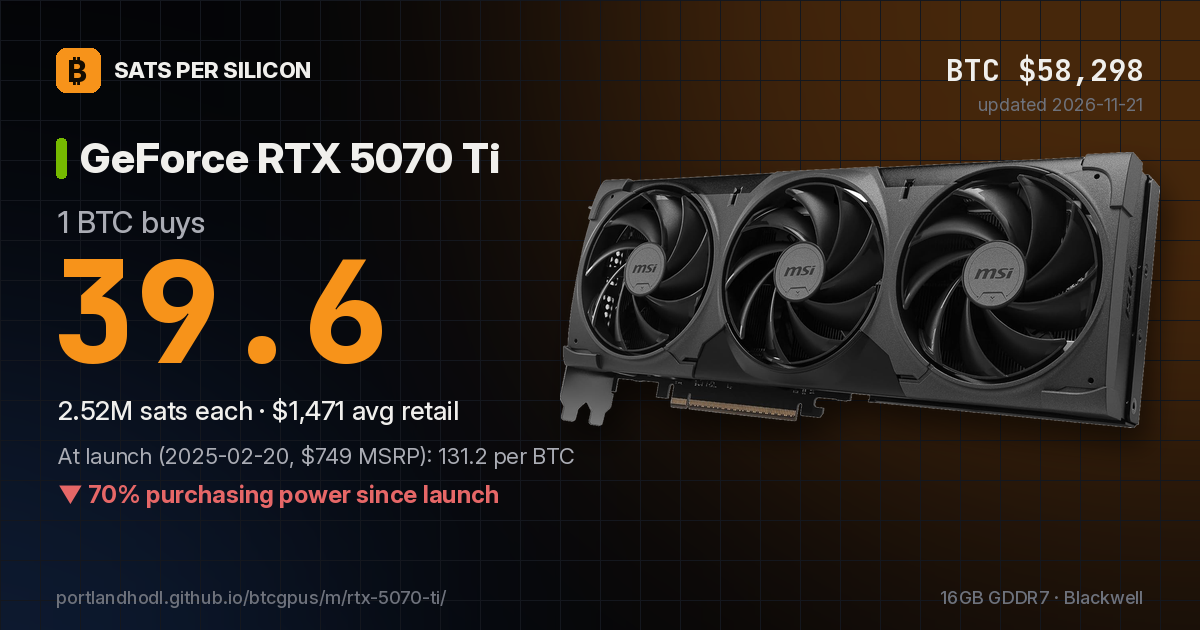 ₿ SATS PER SILICON
BTC $58,298
updated 2026-11-21
GeForce RTX 5070 Ti
1 BTC buys
39.6
2.52M sats each · $1,471 avg retail
At launch (2025-02-20, $749 MSRP): 131.2 per BTC
▼ 70% purchasing power since launch
msi
msi
msi
portlandhodl.github.io/btcgpus/m/rtx-5070-ti/
16GB GDDR7 · Blackwell